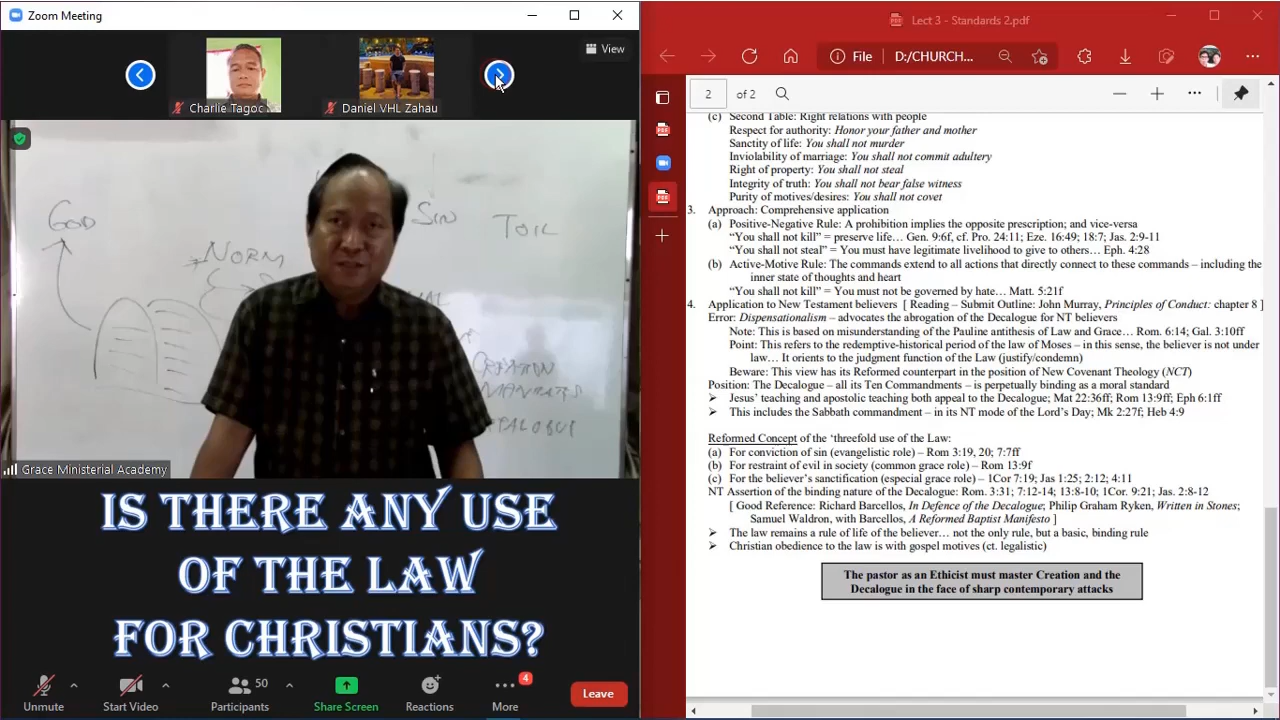 Zoom Meeting
View
Charlie Tagoc
Daniel VHL Zahau
GOD
NORM
SIN
TOIL
CREATION
MANDATES
Grace Ministerial Academy
IS THERE ANY USE
OF THE LAW
FOR CHRISTIANS?
Unmute
Start Video
50
Participants
Share Screen
Reactions
4
More
Leave
Lect 3 - Standards 2.pdf
File
D:/CHURCH...
2
of 2
(c) Second Table: Right relations with people
Respect for authority: Honor your father and mother
Sanctity of life: You shall not murder
Inviolability of marriage: You shall not commit adultery
Right of property: You shall not steal
Integrity of truth: You shall not bear false witness
Purity of motives/desires: You shall not covet
3. Approach: Comprehensive application
(a) Positive-Negative Rule: A prohibition implies the opposite prescription; and vice-versa
“You shall not kill” = preserve life… Gen. 9:6f, cf. Pro. 24:11; Eze. 16:49; 18:7; Jas. 2:9-11
“You shall not steal” = You must have legitimate livelihood to give to others… Eph. 4:28
(b) Active-Motive Rule: The commands extend to all actions that directly connect to these commands – including the
inner state of thoughts and heart
“You shall not kill” = You must not be governed by hate… Matt. 5:21f
4. Application to New Testament believers [ Reading – Submit Outline: John Murray, Principles of Conduct: chapter 8 ]
Error: Dispensationalism – advocates the abrogation of the Decalogue for NT believers
Note: This is based on misunderstanding of the Pauline antithesis of Law and Grace… Rom. 6:14; Gal. 3:10ff
Point: This refers to the redemptive-historical period of the law of Moses – in this sense, the believer is not under
law… It orients to the judgment function of the Law (justify/condemn)
Beware: This view has its Reformed counterpart in the position of New Covenant Theology (NCT)
Position: The Decalogue – all its Ten Commandments – is perpetually binding as a moral standard
➢ Jesus’ teaching and apostolic teaching both appeal to the Decalogue; Mat 22:36ff; Rom 13:9ff; Eph 6:1ff
➢ This includes the Sabbath commandment – in its NT mode of the Lord’s Day; Mk 2:27f; Heb 4:9
Reformed Concept of the ‘threefold use of the Law:
(a) For conviction of sin (evangelistic role) – Rom 3:19, 20; 7:7ff
(b) For restraint of evil in society (common grace role) – Rom 13:9f
(c) For the believer’s sanctification (especial grace role) – 1Cor 7:19; Jas 1:25; 2:12; 4:11
NT Assertion of the binding nature of the Decalogue: Rom. 3:31; 7:12-14; 13:8-10; 1Cor. 9:21; Jas. 2:8-12
[ Good Reference: Richard Barcellos, In Defence of the Decalogue; Philip Graham Ryken, Written in Stones;
Samuel Waldron, with Barcellos, A Reformed Baptist Manifesto ]
➢ The law remains a rule of life of the believer… not the only rule, but a basic, binding rule
➢ Christian obedience to the law is with gospel motives (ct. legalistic)
The pastor as an Ethicist must master Creation and the
Decalogue in the face of sharp contemporary attacks